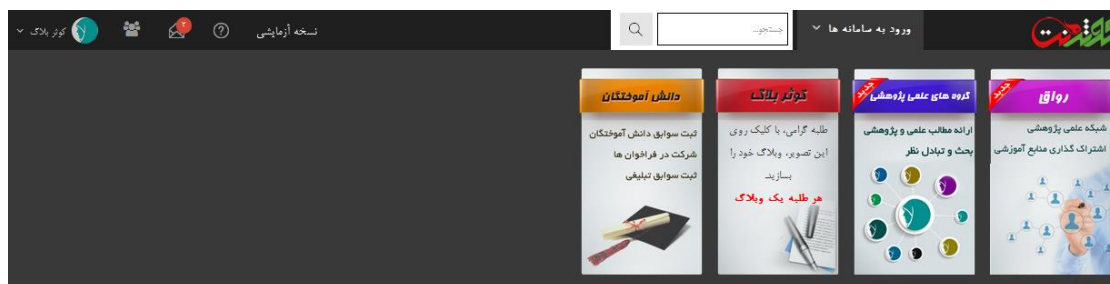 کوثرنت
ورود به سامانه ها
جستجو...
نسخه آزمایشی
?
۲
کوثر بلاگ
رواق
جدید
شبکه علمی پژوهشی
اشتراک گذاری منابع آموزشی
گروه های علمی پژوهشی
جدید
ارائه مطالب علمی و پژوهشی
بحث و تبادل نظر
کوثر بلاگ
طلبه گرامی، با کلیک روی
این تصویر، وبلاگ خود را
بسازید
هر طلبه یک وبلاگ
دانش آموختگان
ثبت سوابق دانش آموختگان
شرکت در فراخوان ها
ثبت سوابق تبلیغی